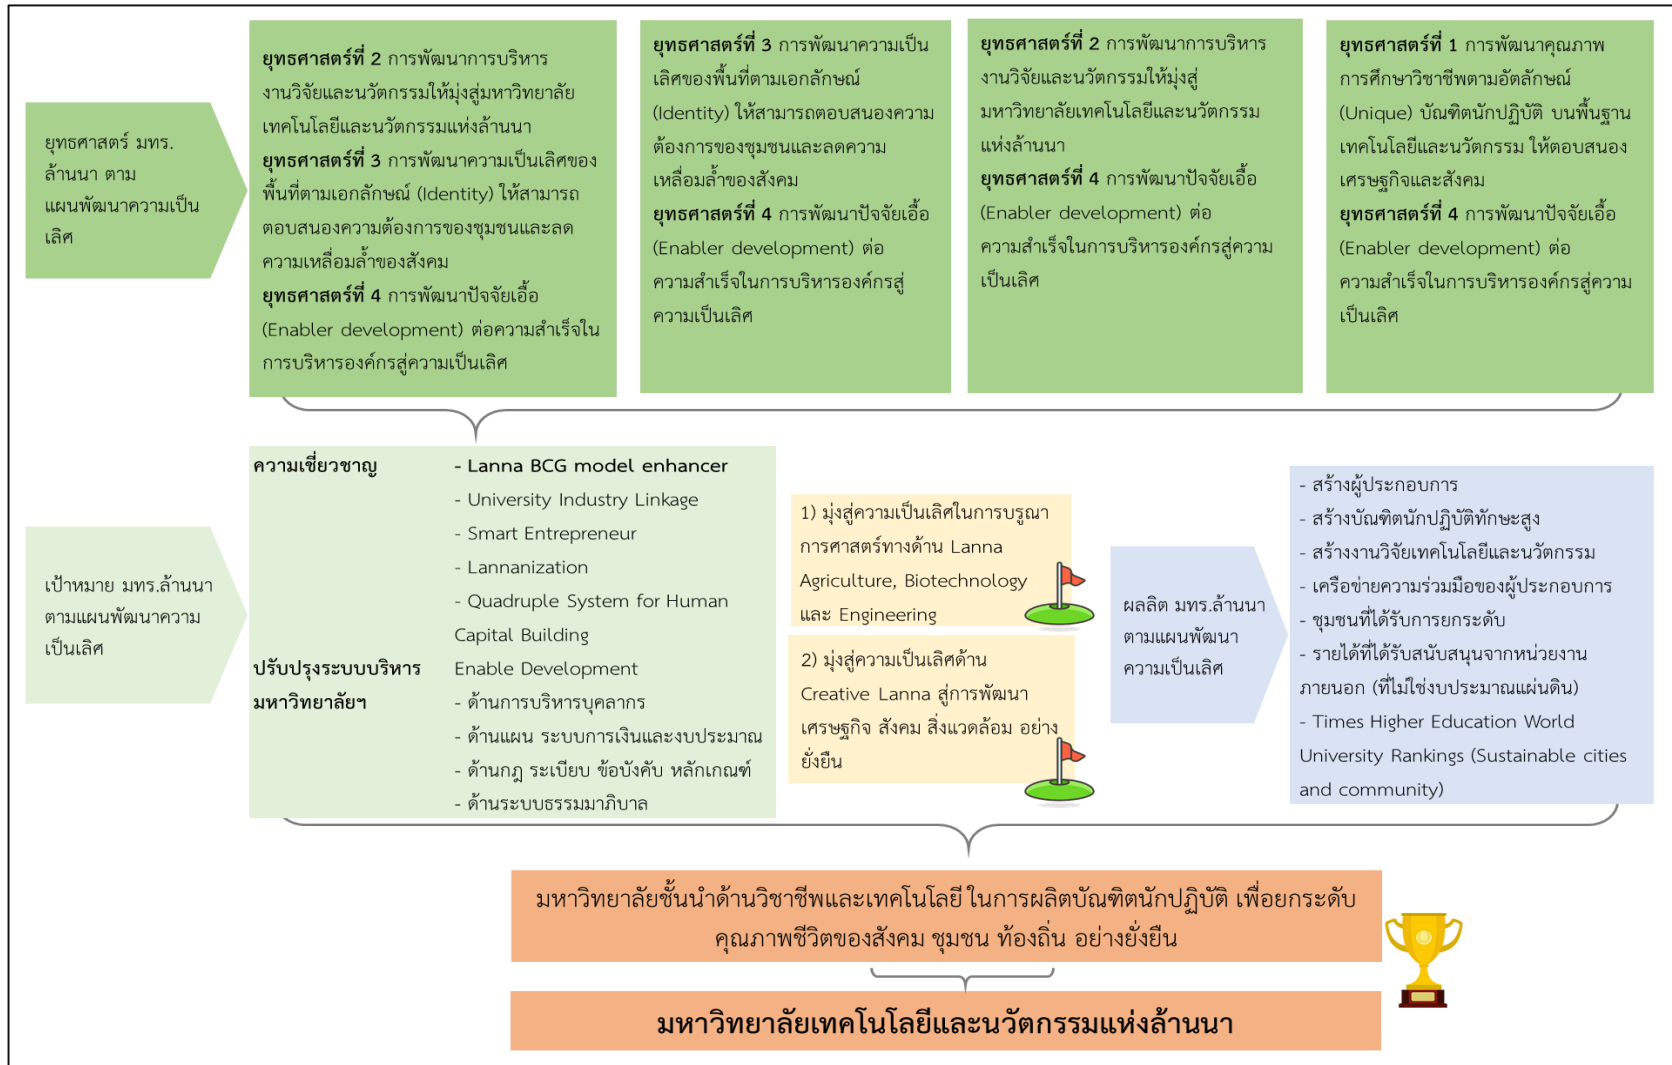 ยุทธศาสตร์ มทร.
ล้านนา ตาม
แผนพัฒนาความเป็น
เลิศ
ยุทธศาสตร์ที่ 2 การพัฒนาการบริหาร
งานวิจัยและนวัตกรรมให้มุ่งสู่มหาวิทยาลัย
เทคโนโลยีและนวัตกรรมแห่งล้านนา
ยุทธศาสตร์ที่ 3 การพัฒนาความเป็นเลิศของ
พื้นที่ตามเอกลักษณ์ (Identity) ให้สามารถ
ตอบสนองความต้องการของชุมชนและลด
ความเหลื่อมล้ำของสังคม
ยุทธศาสตร์ที่ 4 การพัฒนาปัจจัยเอื้อ
(Enabler development) ต่อความสำเร็จใน
การบริหารองค์กรสู่ความเป็นเลิศ
ยุทธศาสตร์ที่ 3 การพัฒนาความเป็น
เลิศของพื้นที่ตามเอกลักษณ์
(Identity) ให้สามารถตอบสนองความ
ต้องการของชุมชนและลดความ
เหลื่อมล้ำของสังคม
ยุทธศาสตร์ที่ 4 การพัฒนาปัจจัยเอื้อ
(Enabler development) ต่อ
ความสำเร็จในการบริหารองค์กรสู่
ความเป็นเลิศ
ยุทธศาสตร์ที่ 2 การพัฒนาการบริหาร
งานวิจัยและนวัตกรรมให้มุ่งสู่
มหาวิทยาลัยเทคโนโลยีและนวัตกรรม
แห่งล้านนา
ยุทธศาสตร์ที่ 4 การพัฒนาปัจจัยเอื้อ
(Enabler development) ต่อ
ความสำเร็จในการบริหารองค์กรสู่ความ
เป็นเลิศ
ยุทธศาสตร์ที่ 1 การพัฒนาคุณภาพ
การศึกษาวิชาชีพตามอัตลักษณ์
(Unique) บัณฑิตนักปฏิบัติ บนพื้นฐาน
เทคโนโลยีและนวัตกรรม ให้ตอบสนอง
เศรษฐกิจและสังคม
ยุทธศาสตร์ที่ 4 การพัฒนาปัจจัยเอื้อ
(Enabler development) ต่อ
ความสำเร็จในการบริหารองค์กรสู่ความ
เป็นเลิศ
เป้าหมาย มทร.ล้านนา
ตามแผนพัฒนาความ
เป็นเลิศ
ความเชี่ยวชาญ - Lanna BCG model enhancer
- University Industry Linkage
- Smart Entrepreneur
- Lannanization
- Quadruple System for Human
Capital Building
ปรับปรุงระบบบริหาร Enable Development
มหาวิทยาลัยฯ - ด้านการบริหารบุคลากร
- ด้านแผน ระบบการเงินและงบประมาณ
- ด้านกฎ ระเบียบ ข้อบังคับ หลักเกณฑ์
- ด้านระบบธรรมมาภิบาล
1) มุ่งสู่ความเป็นเลิศในการบรูณา
การศาสตร์ทางด้าน Lanna
Agriculture, Biotechnology
และ Engineering
2) มุ่งสู่ความเป็นเลิศด้าน
Creative Lanna สู่การพัฒนา
เศรษฐกิจ สังคม สิ่งแวดล้อม อย่าง
ยั่งยืน
ผลลิต มทร.ล้านนา
ตามแผนพัฒนา
ความเป็นเลิศ
- สร้างผู้ประกอบการ
- สร้างบัณฑิตนักปฏิบัติทักษะสูง
- สร้างงานวิจัยเทคโนโลยีและนวัตกรรม
- เครือข่ายความร่วมมือของผู้ประกอบการ
- ชุมชนที่ได้รับการยกระดับ
- รายได้ที่ได้รับสนับสนุนจากหน่วยงาน
ภายนอก (ที่ไม่ใช่งบประมาณแผ่นดิน)
- Times Higher Education World
University Rankings (Sustainable cities
and community)
มหาวิทยาลัยชั้นนำด้านวิชาชีพและเทคโนโลยี ในการผลิตบัณฑิตนักปฏิบัติ เพื่อยกระดับ
คุณภาพชีวิตของสังคม ชุมชน ท้องถิ่น อย่างยั่งยืน
มหาวิทยาลัยเทคโนโลยีและนวัตกรรมแห่งล้านนา